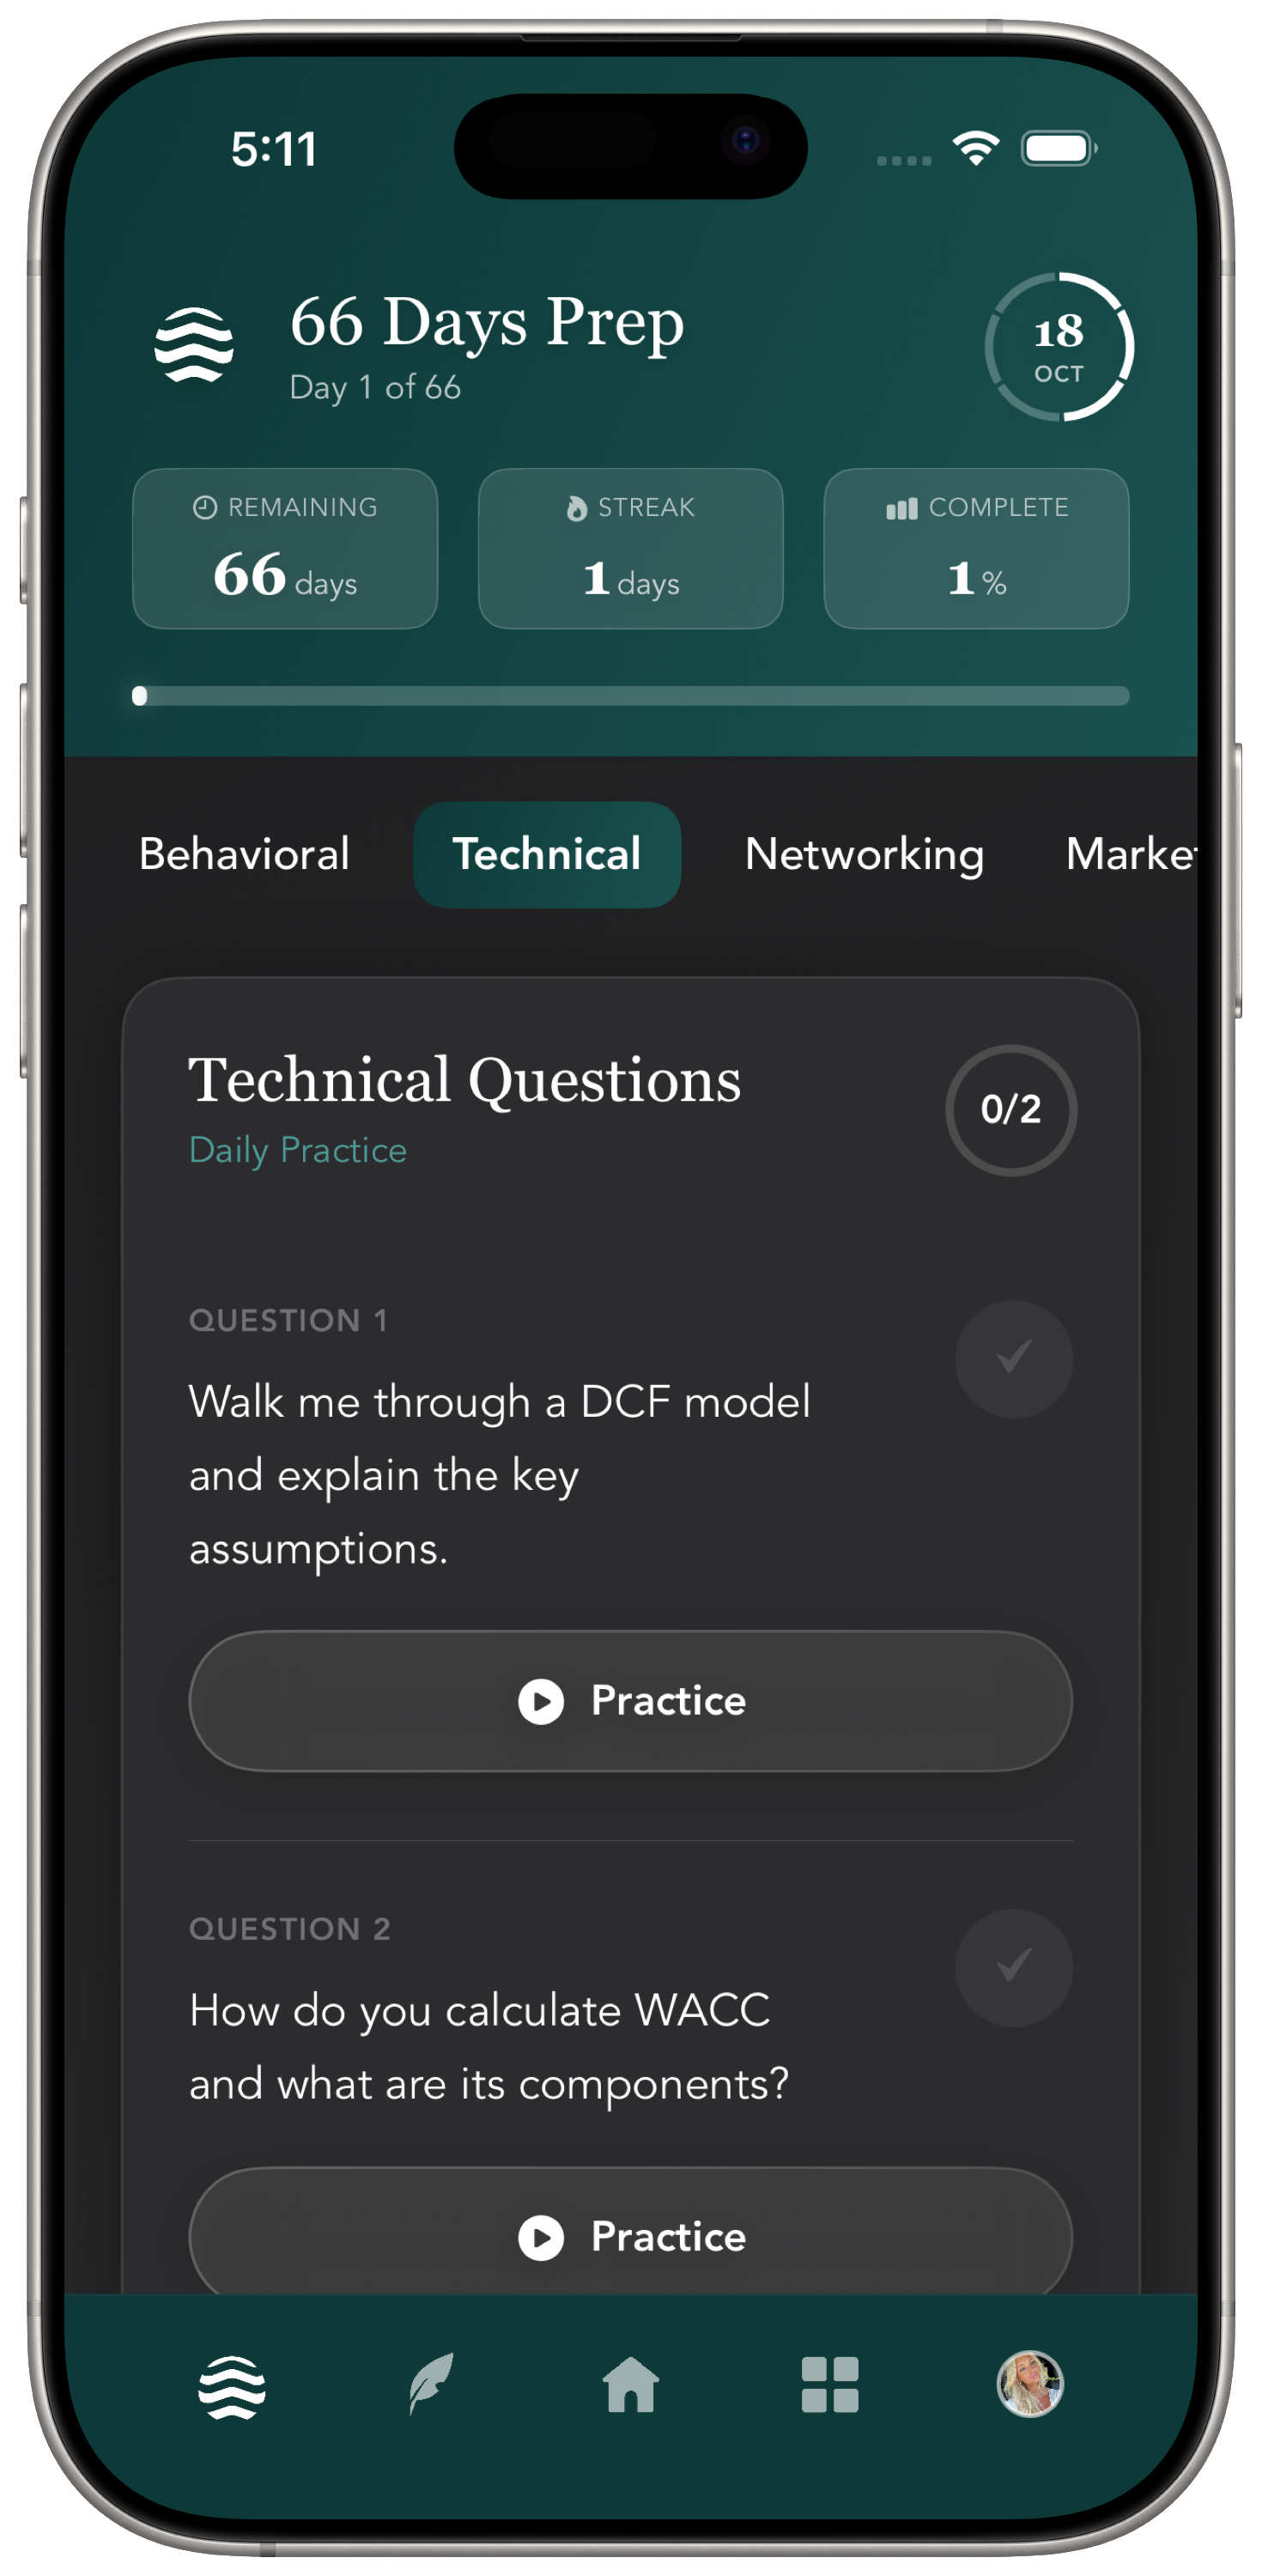 5:11
66 Days Prep
Day 1 of 66
18
OCT
REMAINING
66 days
STREAK
1 days
COMPLETE
1 %
Behavioral
Technical
Networking
Market
Technical Questions
Daily Practice
0/2
QUESTION 1
Walk me through a DCF model
and explain the key
assumptions.
Practice
QUESTION 2
How do you calculate WACC
and what are its components?
Practice